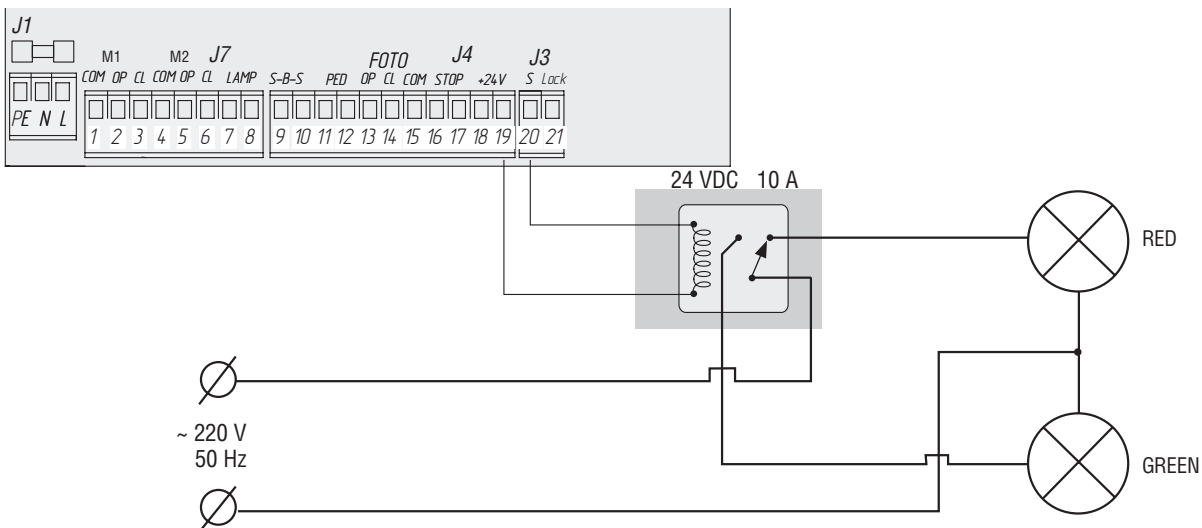 J1
M1 M2 J7 FOTO J4 J3
COM OP CL COM OP CL LAMP S-B-S PED OP CL COM STOP +24V S Lock
PE N L
1 2 3 4 5 6 7 8 9 10 11 12 13 14 15 16 17 18 19 20 21
24 VDC 10 A
RED
~ 220 V
50 Hz
GREEN